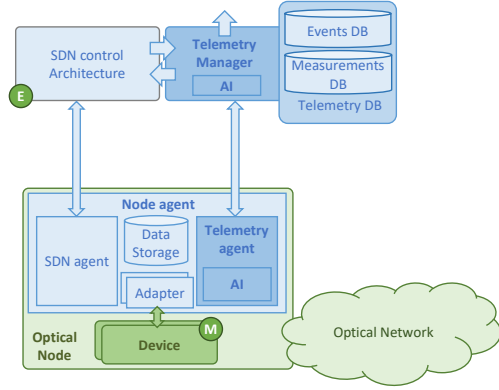 SDN control
Architecture
E
Telemetry
Manager
AI
Events DB
Measurements
DB
Telemetry DB
Node agent
SDN agent
Data
Storage
Adapter
Telemetry
agent
AI
Optical
Node
Device
M
Optical Network